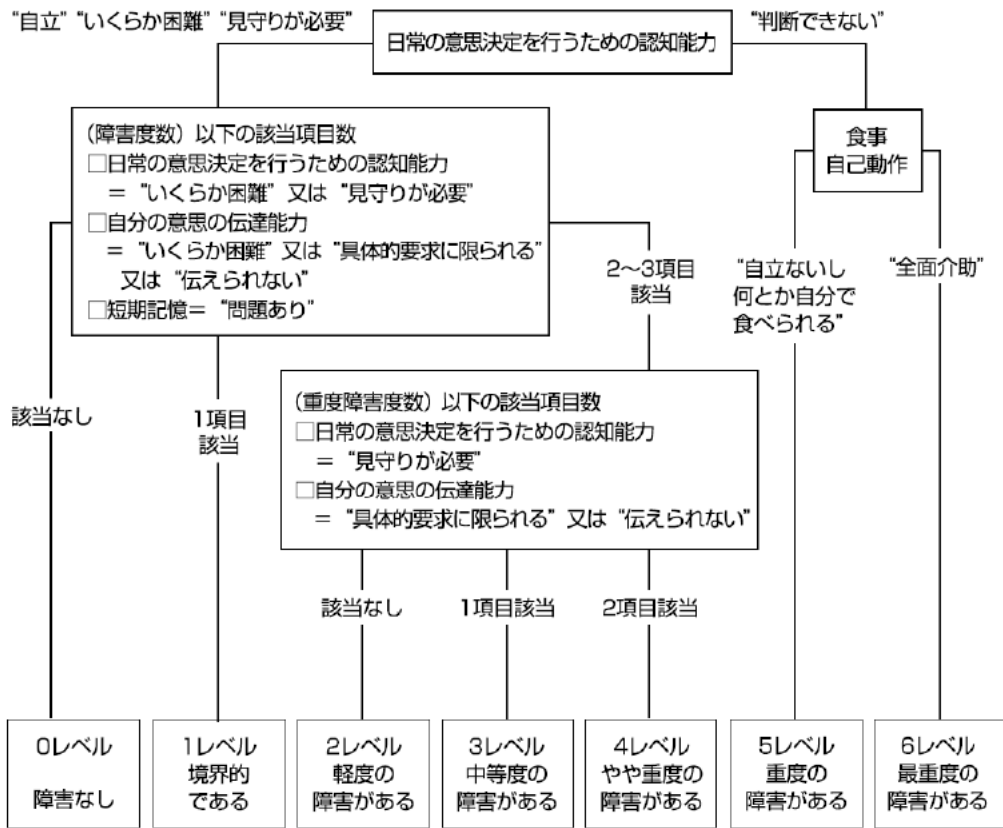 “自立” “いくらか困難” “見守りが必要”
日常の意思決定を行うための認知能力
“判断できない”
(障害度数) 以下の該当項目数
□日常の意思決定を行うための認知能力
= “いくらか困難” 又は “見守りが必要”
□自分の意思の伝達能力
= “いくらか困難” 又は “具体的要求に限られる”
又は “伝えられない”
□短期記憶= “問題あり”
食事
自己動作
該当なし
1項目
該当
2〜3項目
該当
“自立ないし
何とか自分で
食べられる”
“全面介助”
(重度障害度数) 以下の該当項目数
□日常の意思決定を行うための認知能力
= “見守りが必要”
□自分の意思の伝達能力
= “具体的要求に限られる” 又は “伝えられない”
該当なし
1項目該当
2項目該当
0レベル
障害なし
1レベル
境界的
である
2レベル
軽度の
障害がある
3レベル
中等度の
障害がある
4レベル
やや重度の
障害がある
5レベル
重度の
障害がある
6レベル
最重度の
障害がある